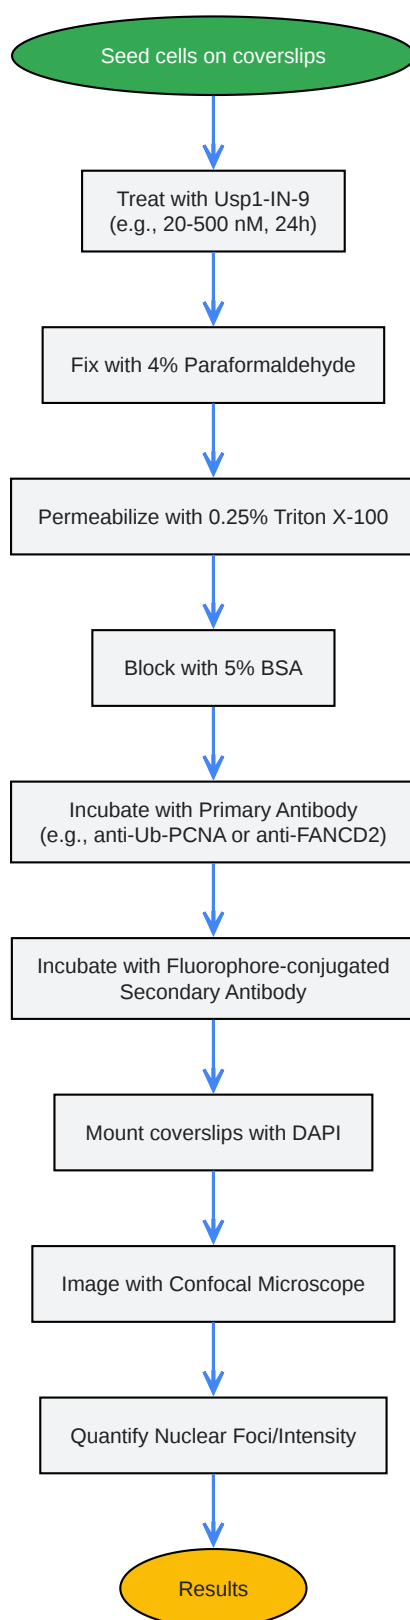 Seed cells on coverslips
Treat with Usp1-IN-9
(e.g., 20-500 nM, 24h)
Fix with 4% Paraformaldehyde
Permeabilize with 0.25% Triton X-100
Block with 5% BSA
Incubate with Primary Antibody
(e.g., anti-Ub-PCNA or anti-FANCD2)
Incubate with Fluorophore-conjugated
Secondary Antibody
Mount coverslips with DAPI
Image with Confocal Microscope
Quantify Nuclear Foci/Intensity
Results